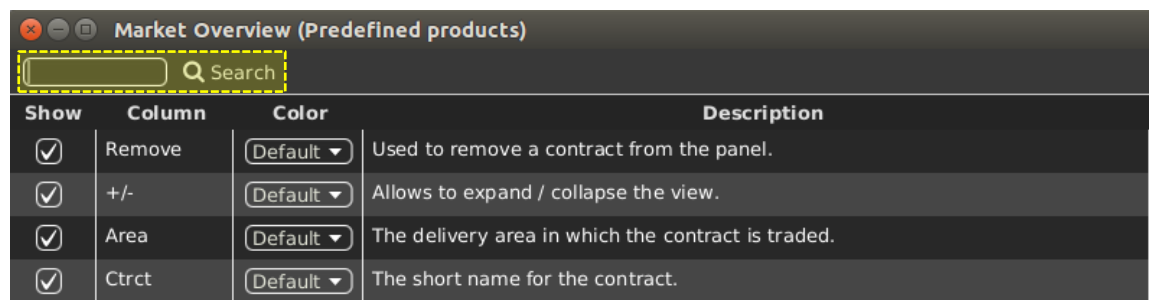 Market Overview (Predefined products)
Search
Show Column Color Description
Remove Default Used to remove a contract from the panel.
+/- Default Allows to expand / collapse the view.
Area Default The delivery area in which the contract is traded.
Ctrct Default The short name for the contract.